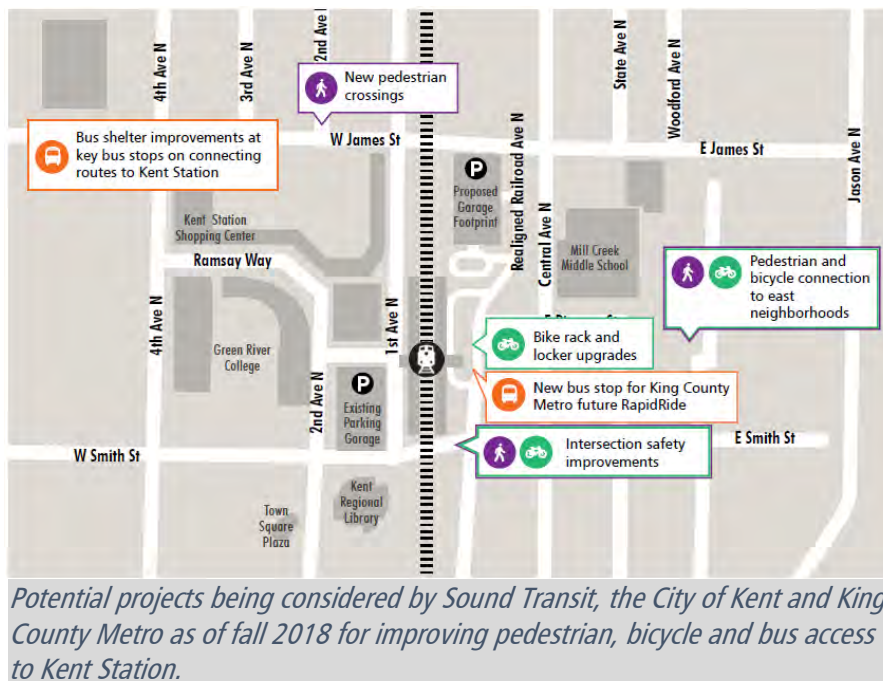 4th Ave N
3rd Ave N
2nd Ave N
State Ave N
Woodford Ave N
New pedestrian
crossings
Bus shelter improvements at
key bus stops on connecting
routes to Kent Station
W James St
E James St
Jason Ave N
P
Proposed
Garage
Footprint
Realigned Railroad Ave N
Central Ave N
Kent Station
Shopping Center
Ramsay Way
Mill Creek
Middle School
Pedestrian and
bicycle connection
to east
neighborhoods
4th Ave N
Green River
College
1st Ave N
2nd Ave N
Bike rack and
locker upgrades
P
Existing
Parking
Garage
New bus stop for King County
Metro future RapidRide
W Smith St
Intersection safety
improvements
E Smith St
Kent
Regional
Library
Town
Square
Plaza
Potential projects being considered by Sound Transit, the City of Kent and King
County Metro as of fall 2018 for improving pedestrian, bicycle and bus access
to Kent Station.